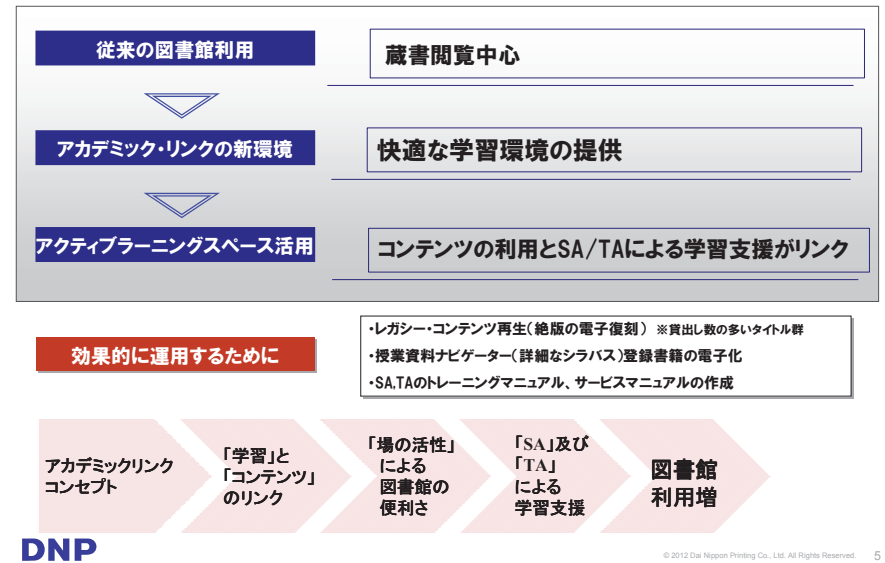 従来の図書館利用
蔵書閲覧中心
アカデミック・リンクの新環境
快適な学習環境の提供
アクティブラーニングスペース活用
コンテンツの利用とSA/TAによる学習支援がリンク
効果的に運用するために
・レガシー・コンテンツ再生(絶版の電子復刻) ※貸出し数の多いタイトル群
・授業資料ナビゲーター(詳細なシラバス)登録書籍の電子化
・SA,TAのトレーニングマニュアル、サービスマニュアルの作成
アカデミックリンク
コンセプト
「学習」と
「コンテンツ」
のリンク
「場の活性」
による
図書館の
便利さ
「SA」及び
「TA」
による
学習支援
図書館
利用増
DNP
© 2012 Dai Nippon Printing Co., Ltd. All Rights Reserved.
5